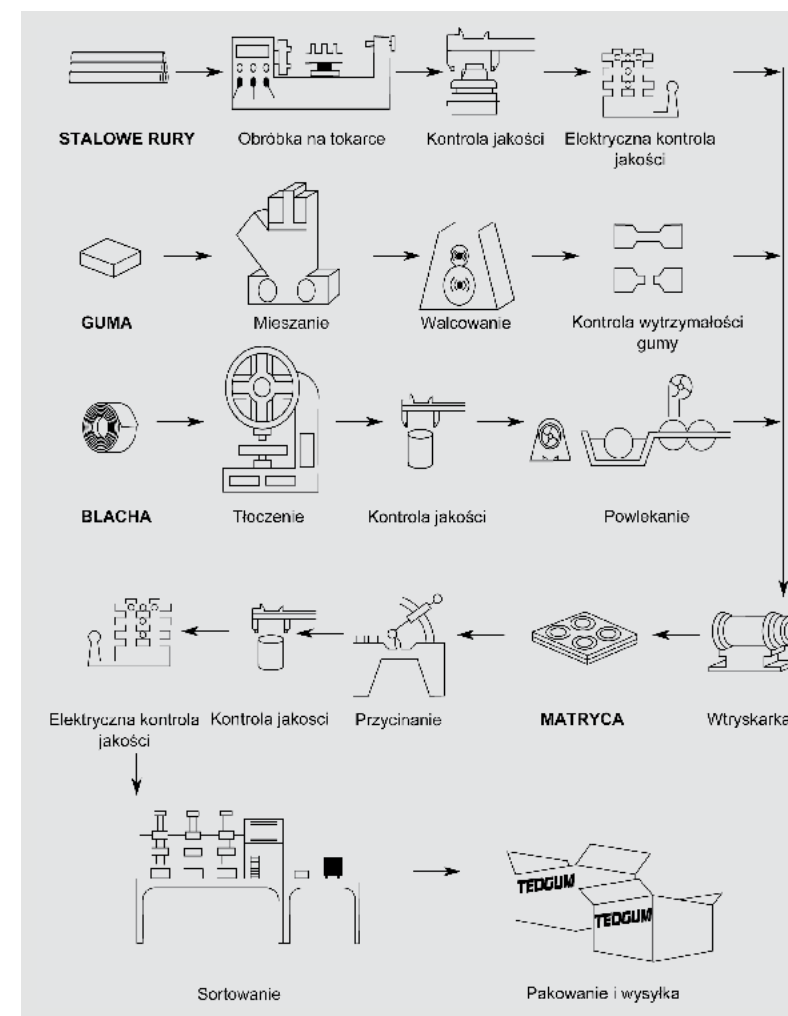 STALOWE RURY
Obróbka na tokarce
Kontrola jakości
Elektryczna kontrola
jakości
GUMA
Mieszanie
Walcowanie
Kontrola wytrzymałości
gumy
BLACHA
Tłoczenie
Kontrola jakości
Powlekanie
Elektryczna kontrola
jakości
Kontrola jakosci
Przycinanie
MATRYCA
Wtryskarka
TEDGUM
TEDGUM
Sortowanie
Pakowanie i wysyłka